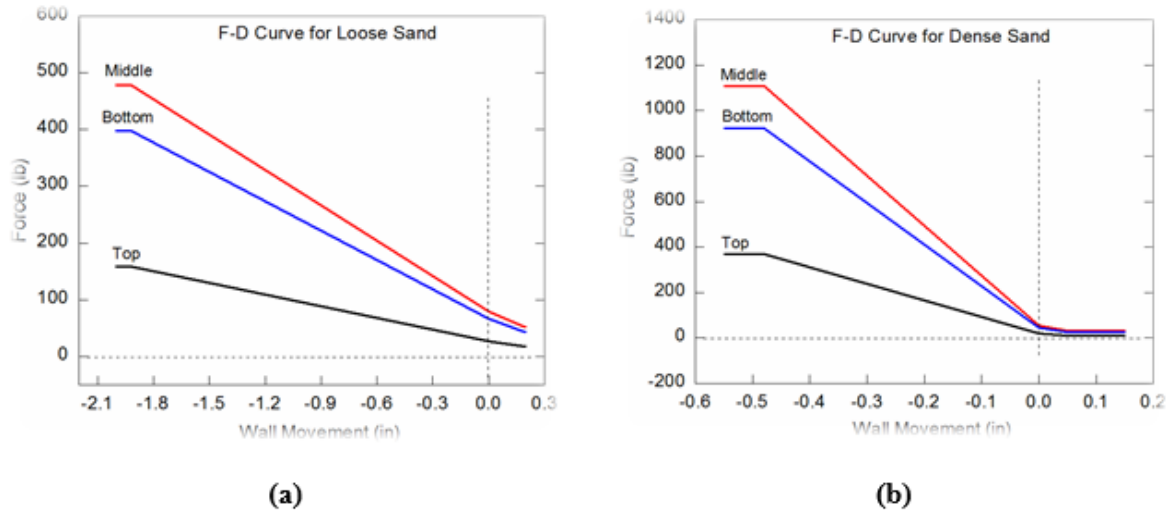 F-D Curve for Loose Sand
600
500
400
300
200
100
0
Force (lb)
Middle
Bottom
Top
-2.1 -1.8 -1.5 -1.2 -0.9 -0.6 -0.3 0.0 0.3
Wall Movement (in)
(a)
F-D Curve for Dense Sand
1400
1200
1000
800
600
400
200
0
-200
Force (lb)
Middle
Bottom
Top
-0.6 -0.5 -0.4 -0.3 -0.2 -0.1 0.0 0.1 0.2
Wall Movement (in)
(b)